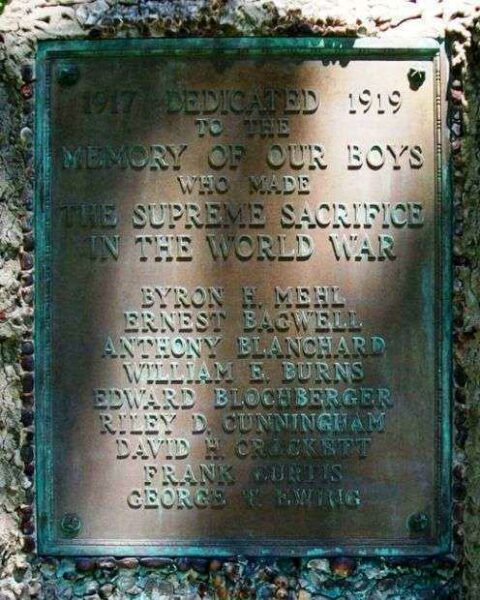 1917 DEDICATED 1919
TO THE
MEMORY OF OUR BOYS
WHO MADE
THE SUPREME SACRIFICE
IN THE WORLD WAR
BYRON H. MEHL
ERNEST BAGWELL
ANTHONY BLANCHARD
WILLIAM E. BURNS
EDWARD BLOCHBERGER
RILEY D. CUNNINGHAM
DAVID H. CROCKETT
FRANK CURTIS
GEORGE T. EWING